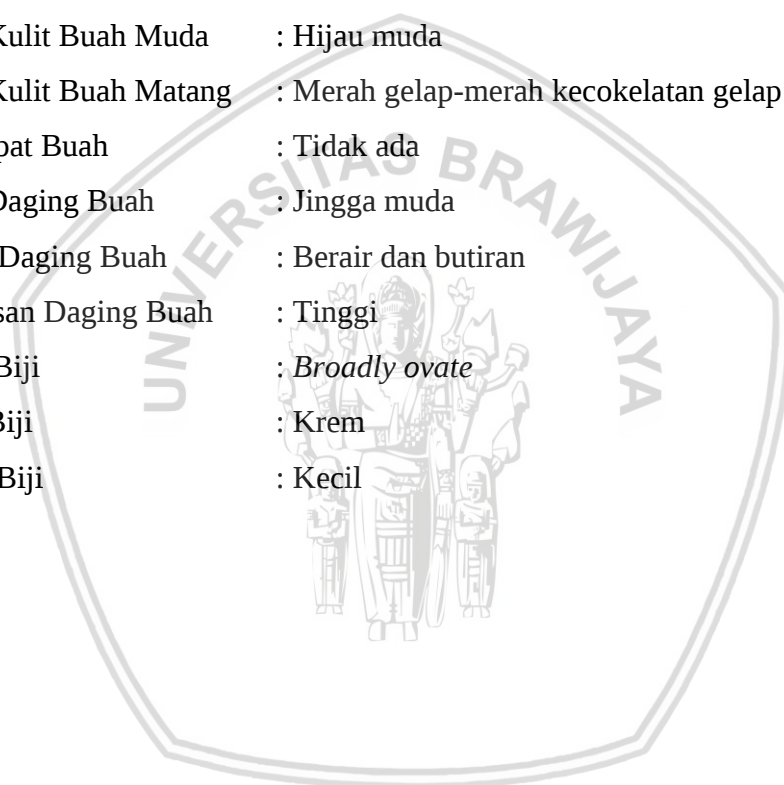 Kulit Buah Muda : Hijau muda
Kulit Buah Matang : Merah gelap-merah kecokelatan gelap
pat Buah : Tidak ada
Daging Buah : Jingga muda
Daging Buah : Berair dan butiran
san Daging Buah : Tinggi
Biji : Broadly ovate
Biji : Krem
Biji : Kecil
UNIVERSITAS BRAWIJAYA